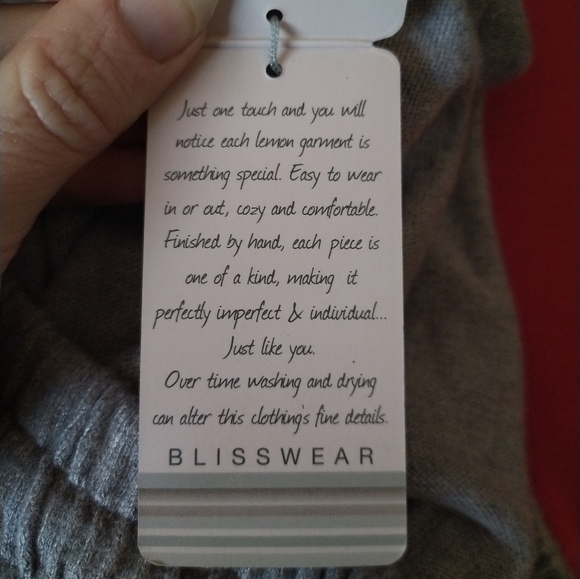 Just one touch and you will
notice each lemon garment is
something special. Easy to wear
in or out, cozy and comfortable.
Finished by hand, each piece is
one of a kind, making it
perfectly imperfect & individual...
Just like you.
Over time washing and drying
can alter this clothing's fine details.
BLISSWEAR